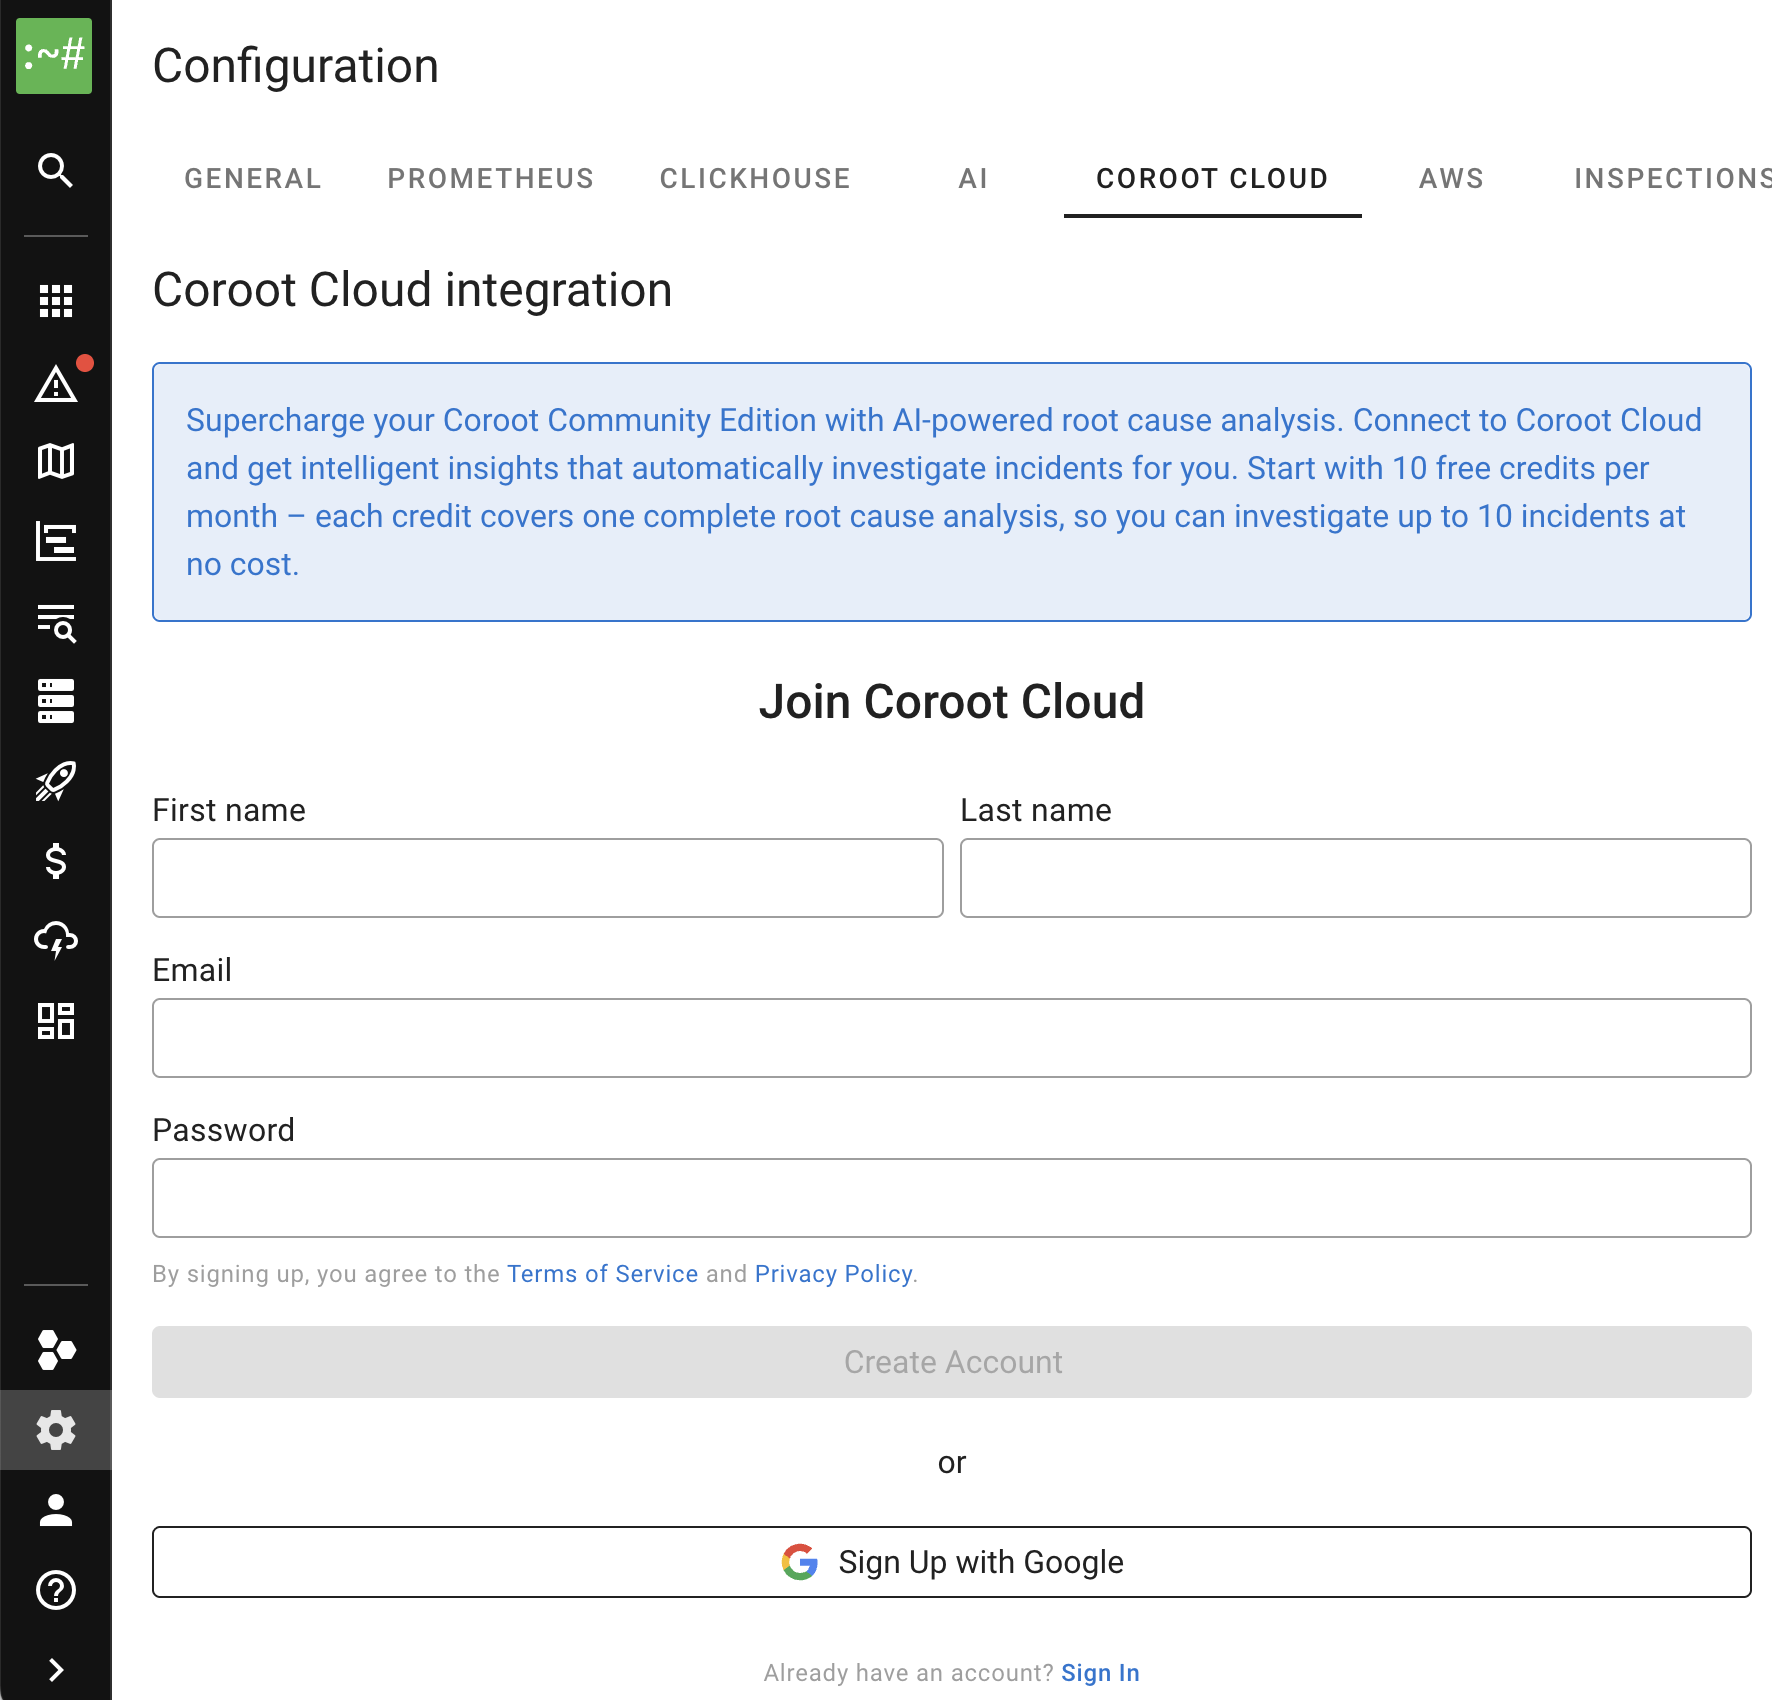 :~#
Configuration
GENERAL PROMETHEUS CLICKHOUSE AI COROOT CLOUD AWS INSPECTIONS
Coroot Cloud integration
Supercharge your Coroot Community Edition with AI-powered root cause analysis. Connect to Coroot Cloud
and get intelligent insights that automatically investigate incidents for you. Start with 10 free credits per
month – each credit covers one complete root cause analysis, so you can investigate up to 10 incidents at
no cost.
Join Coroot Cloud
First name Last name
Email
Password
By signing up, you agree to the Terms of Service and Privacy Policy.
Create Account
or
Sign Up with Google
Already have an account? Sign In